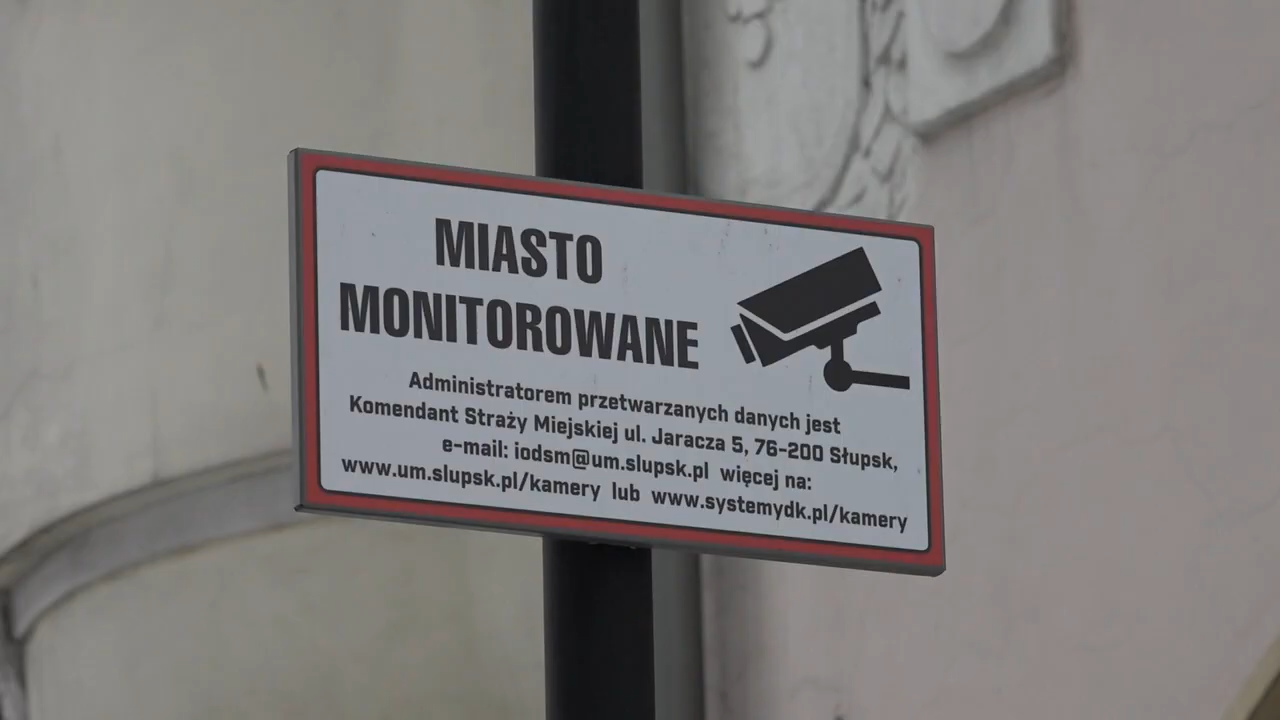 MIASTO
MONITOROWANE
Administratorem przetwarzanych danych jest
Komendant Straży Miejskiej ul. Jaracza 5, 76-200 Słupsk,
e-mail: iodsm@um.slupsk.pl więcej na:
www.um.slupsk.pl/kamery lub www.systemydk.pl/kamery